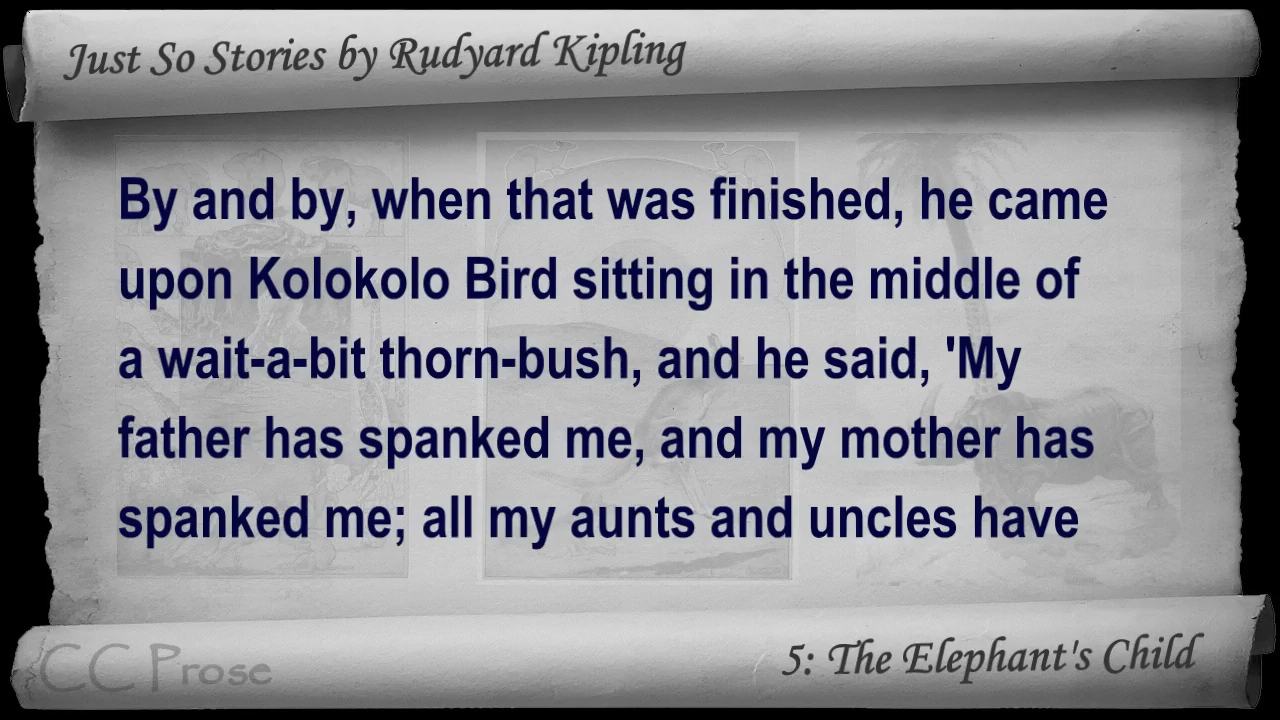 Just So Stories by Rudyard Kipling
By and by, when that was finished, he came
upon Kolokolo Bird sitting in the middle of
a wait-a-bit thorn-bush, and he said, 'My
father has spanked me, and my mother has
spanked me; all my aunts and uncles have
CC Prose
5: The Elephant's Child